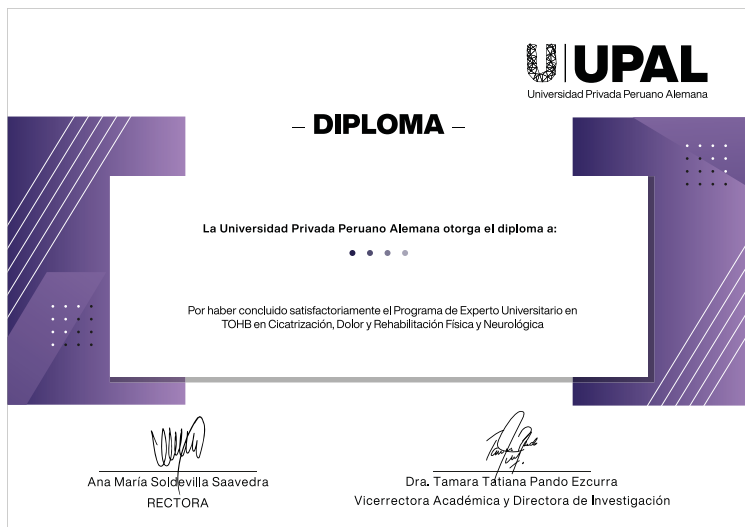 UPAL
Universidad Privada Peruano Alemana
– DIPLOMA –
La Universidad Privada Peruano Alemana otorga el diploma a:
Por haber concluido satisfactoriamente el Programa de Experto Universitario en
TOHB en Cicatrización, Dolor y Rehabilitación Física y Neurológica
Ana María Soldevilla Saavedra
RECTORA
Dra. Tamara Tatiana Pando Ezcurra
Vicerrectora Académica y Directora de Investigación